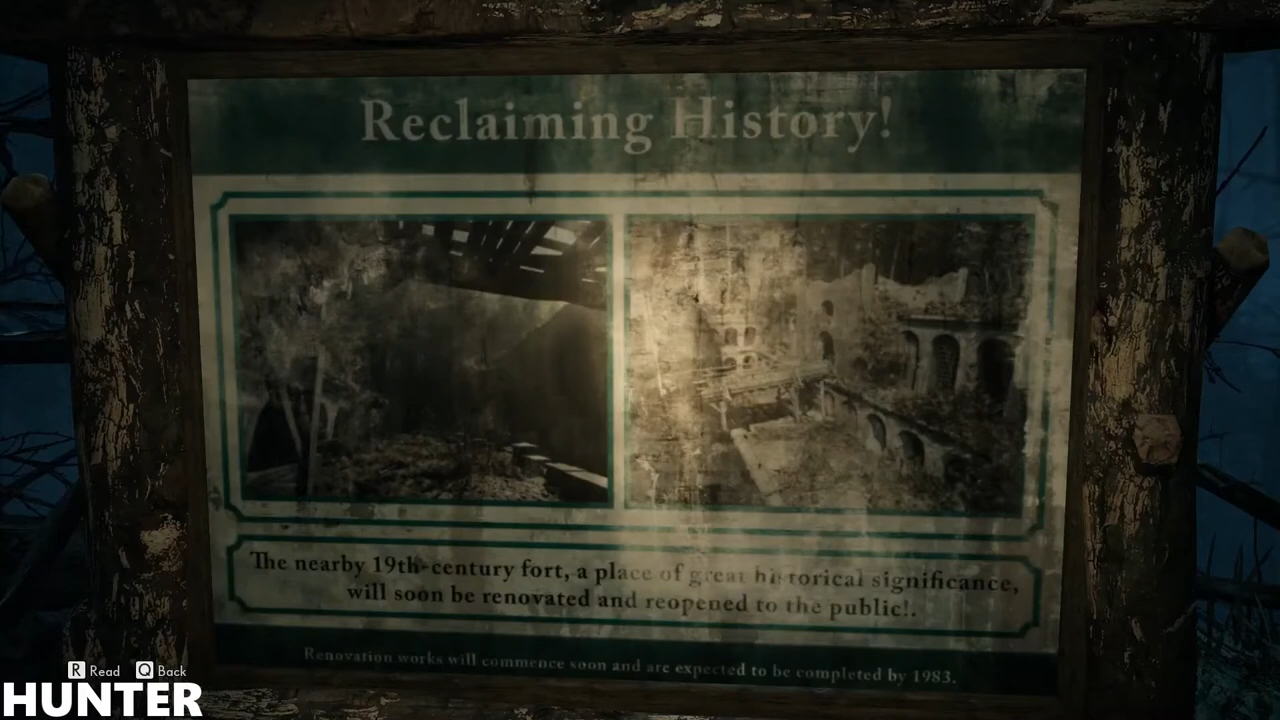 Reclaiming History!
The nearby 19th-century fort, a place of great historical significance,
will soon be renovated and reopened to the public!.
Renovation works will commence soon and are expected to be completed by 1983.
R Read Q Back
HUNTER